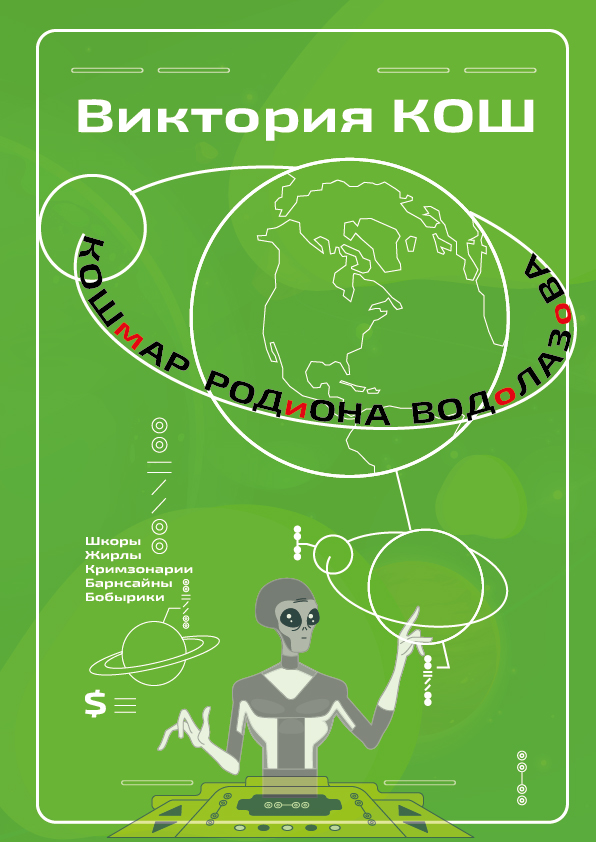 Виктория КОШ
КОШмАР РОДиОНА ВОДоЛАЗоВА
Шкоры
Жирлы
Кримзонарии
Барнсайны
Бобырики
$